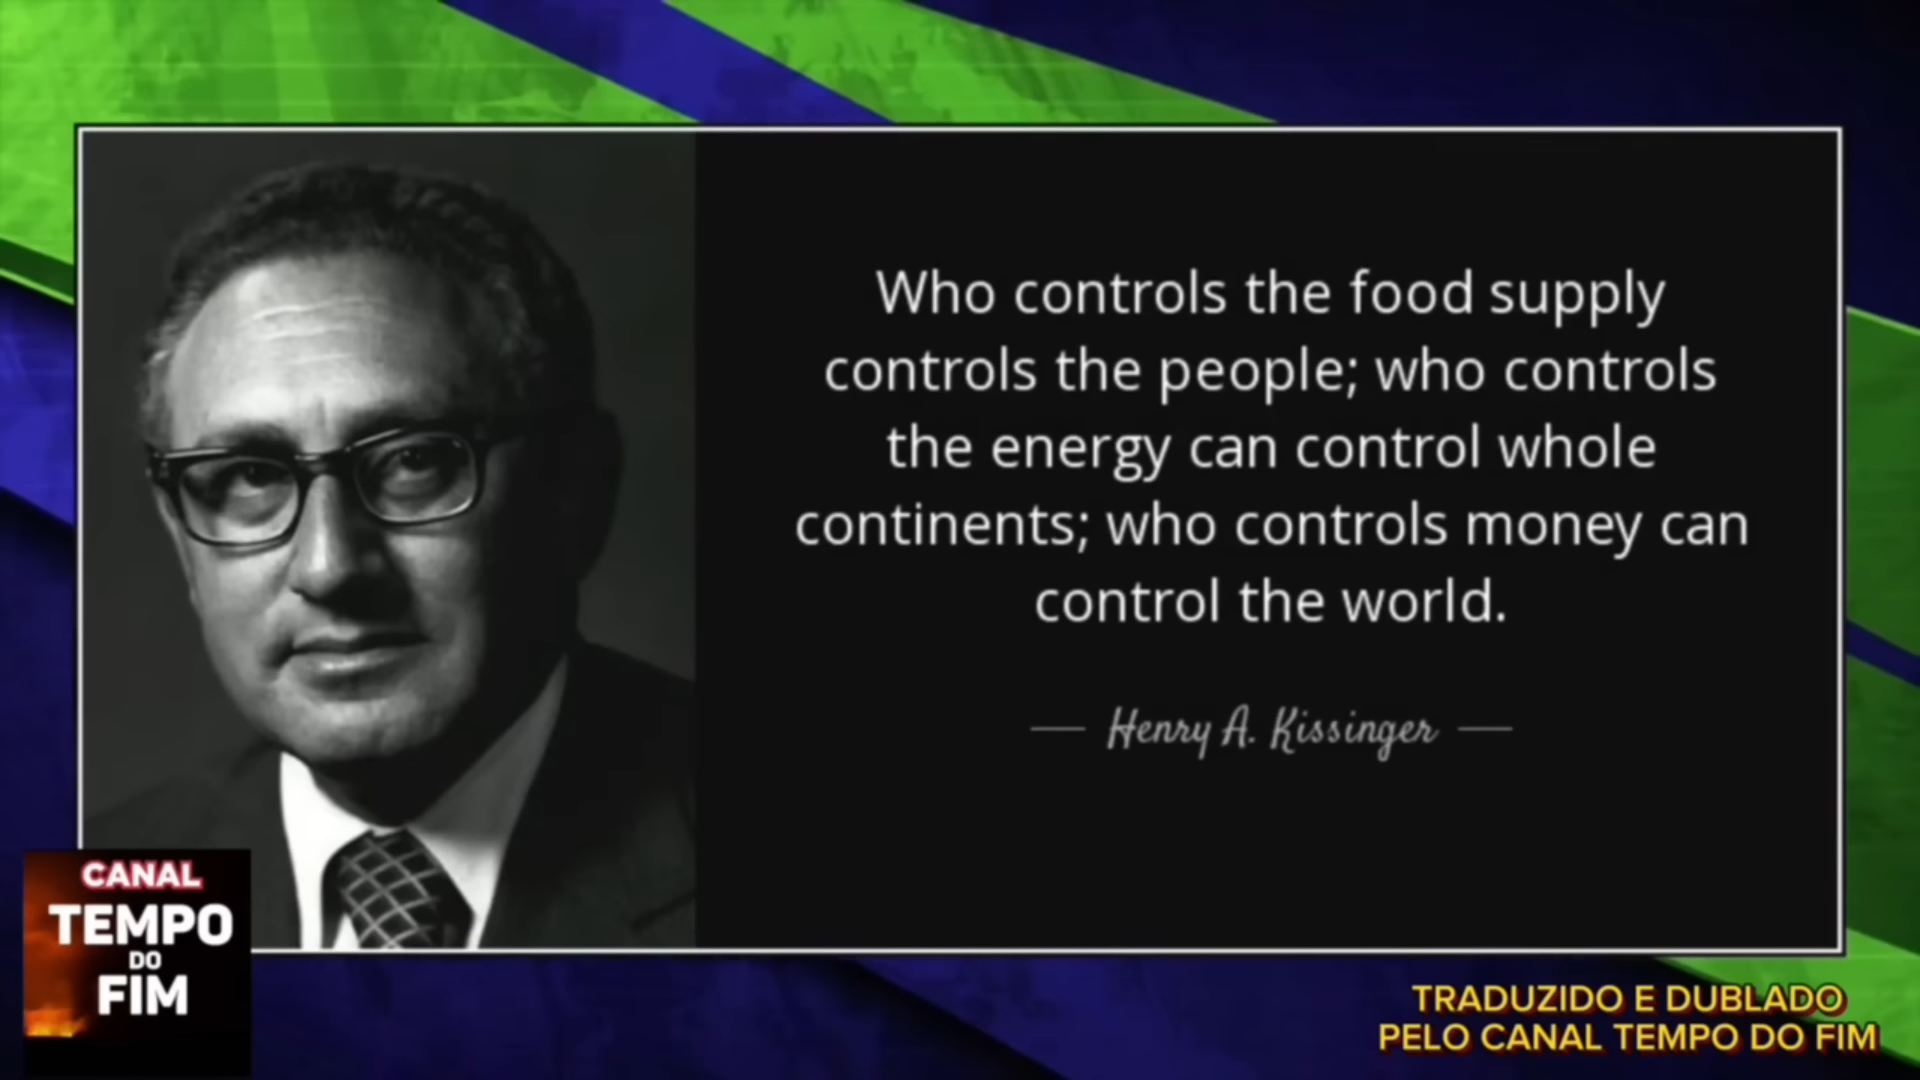 Who controls the food supply
controls the people; who controls
the energy can control whole
continents; who controls money can
control the world.
Henry A. Kissinger
CANAL
TEMPO
DO
FIM
TRADUZIDO E DUBLADO
PELO CANAL TEMPO DO FIM